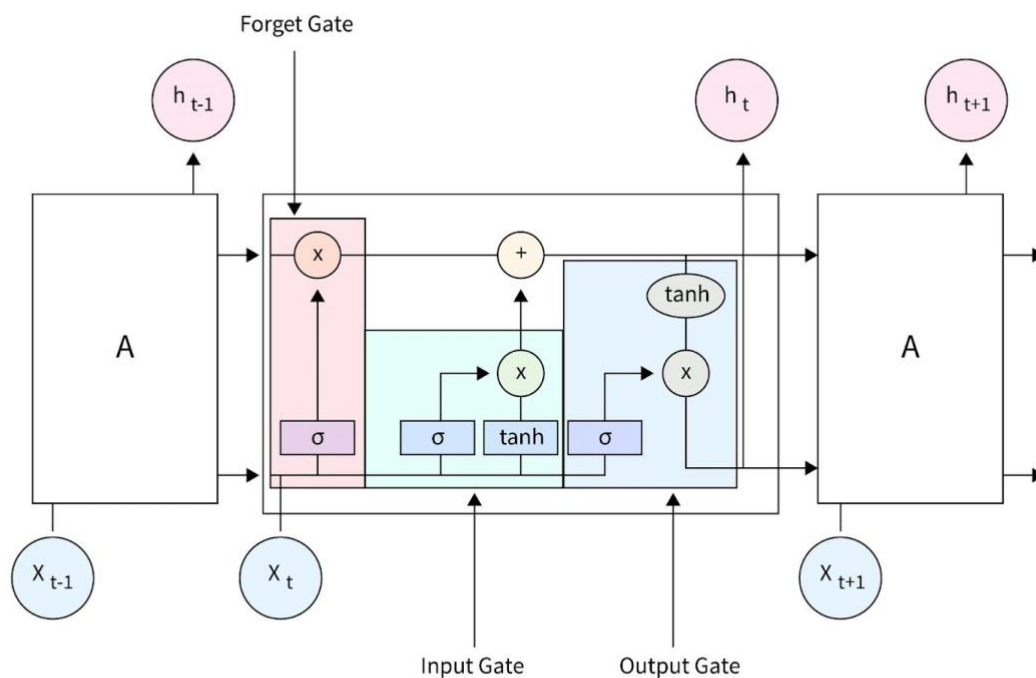 Forget Gate
h t-1
h t
h t+1
x
+
tanh
A
A
x
x
σ
σ
tanh
σ
X t-1
X t
X t+1
Input Gate
Output Gate